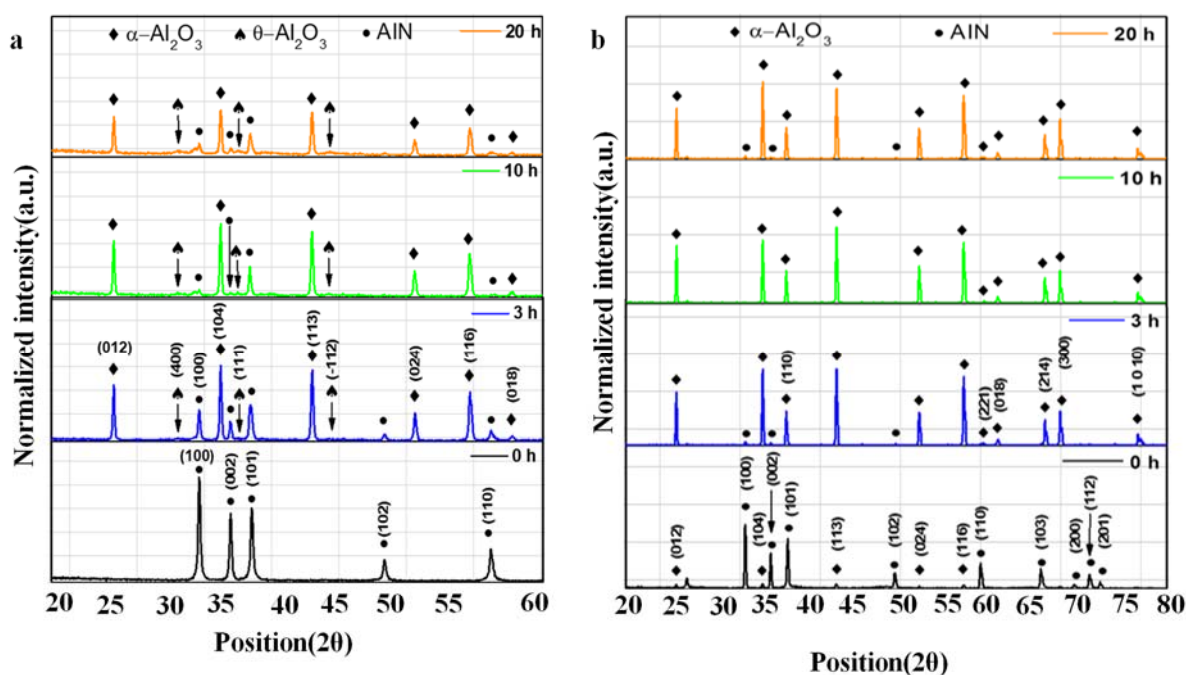 a
α–Al2O3 θ–Al2O3 AlN 20 h
10 h
3 h
(012) (400) (100) (104) (111) (113) (-112) (024) (116) (018)
0 h
(100) (002) (101) (102) (110)
20 25 30 35 40 45 50 55 60
Position(2θ)
Normalized intensity(a.u.)
b
α–Al2O3 AlN 20 h
10 h
3 h
(110) (221) (018) (214) (300) (1 0 10)
0 h
(012) (100) (104) (002) (101) (113) (102) (024) (116) (110) (103) (200) (112) (201)
20 30 35 40 45 50 55 60 65 70 75 80
Position(2θ)
Normalized intensity(a.u.)